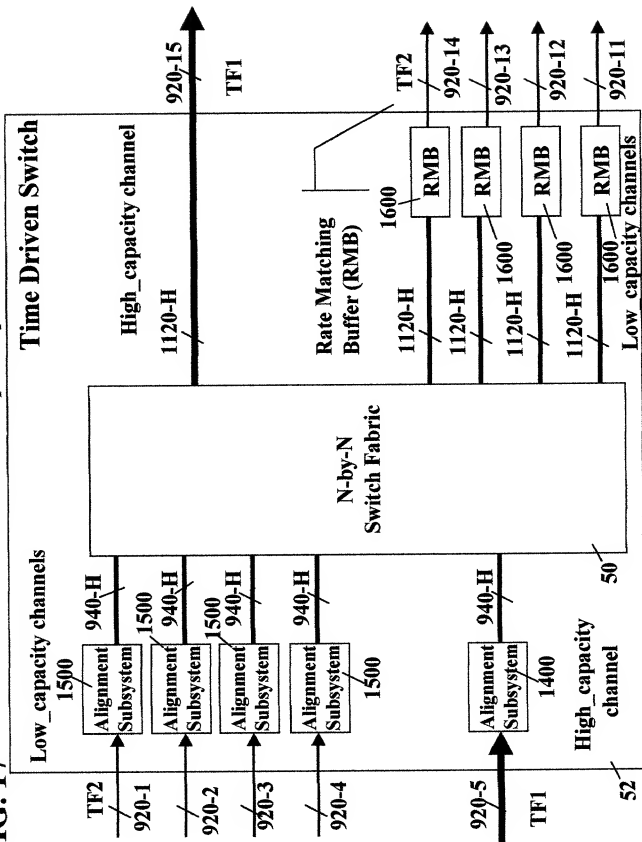 Time Driven Switch
Low_capacity channels
High_capacity channel
920-15
TF1
1120-H
1500
Alignment
Subsystem
940-H
TF2
920-1
1500
Alignment
Subsystem
940-H
920-2
1500
Alignment
Subsystem
940-H
920-3
Alignment
Subsystem
1500
940-H
920-4
N-by-N
Switch Fabric
50
Rate Matching
Buffer (RMB)
TF2
1120-H
1600
RMB
920-14
1120-H
RMB
1600
920-13
1120-H
RMB
1600
920-12
1120-H
RMB
1600
920-11
Low_capacity channels
920-5
TF1
Alignment
Subsystem
1400
940-H
High_capacity
channel
52